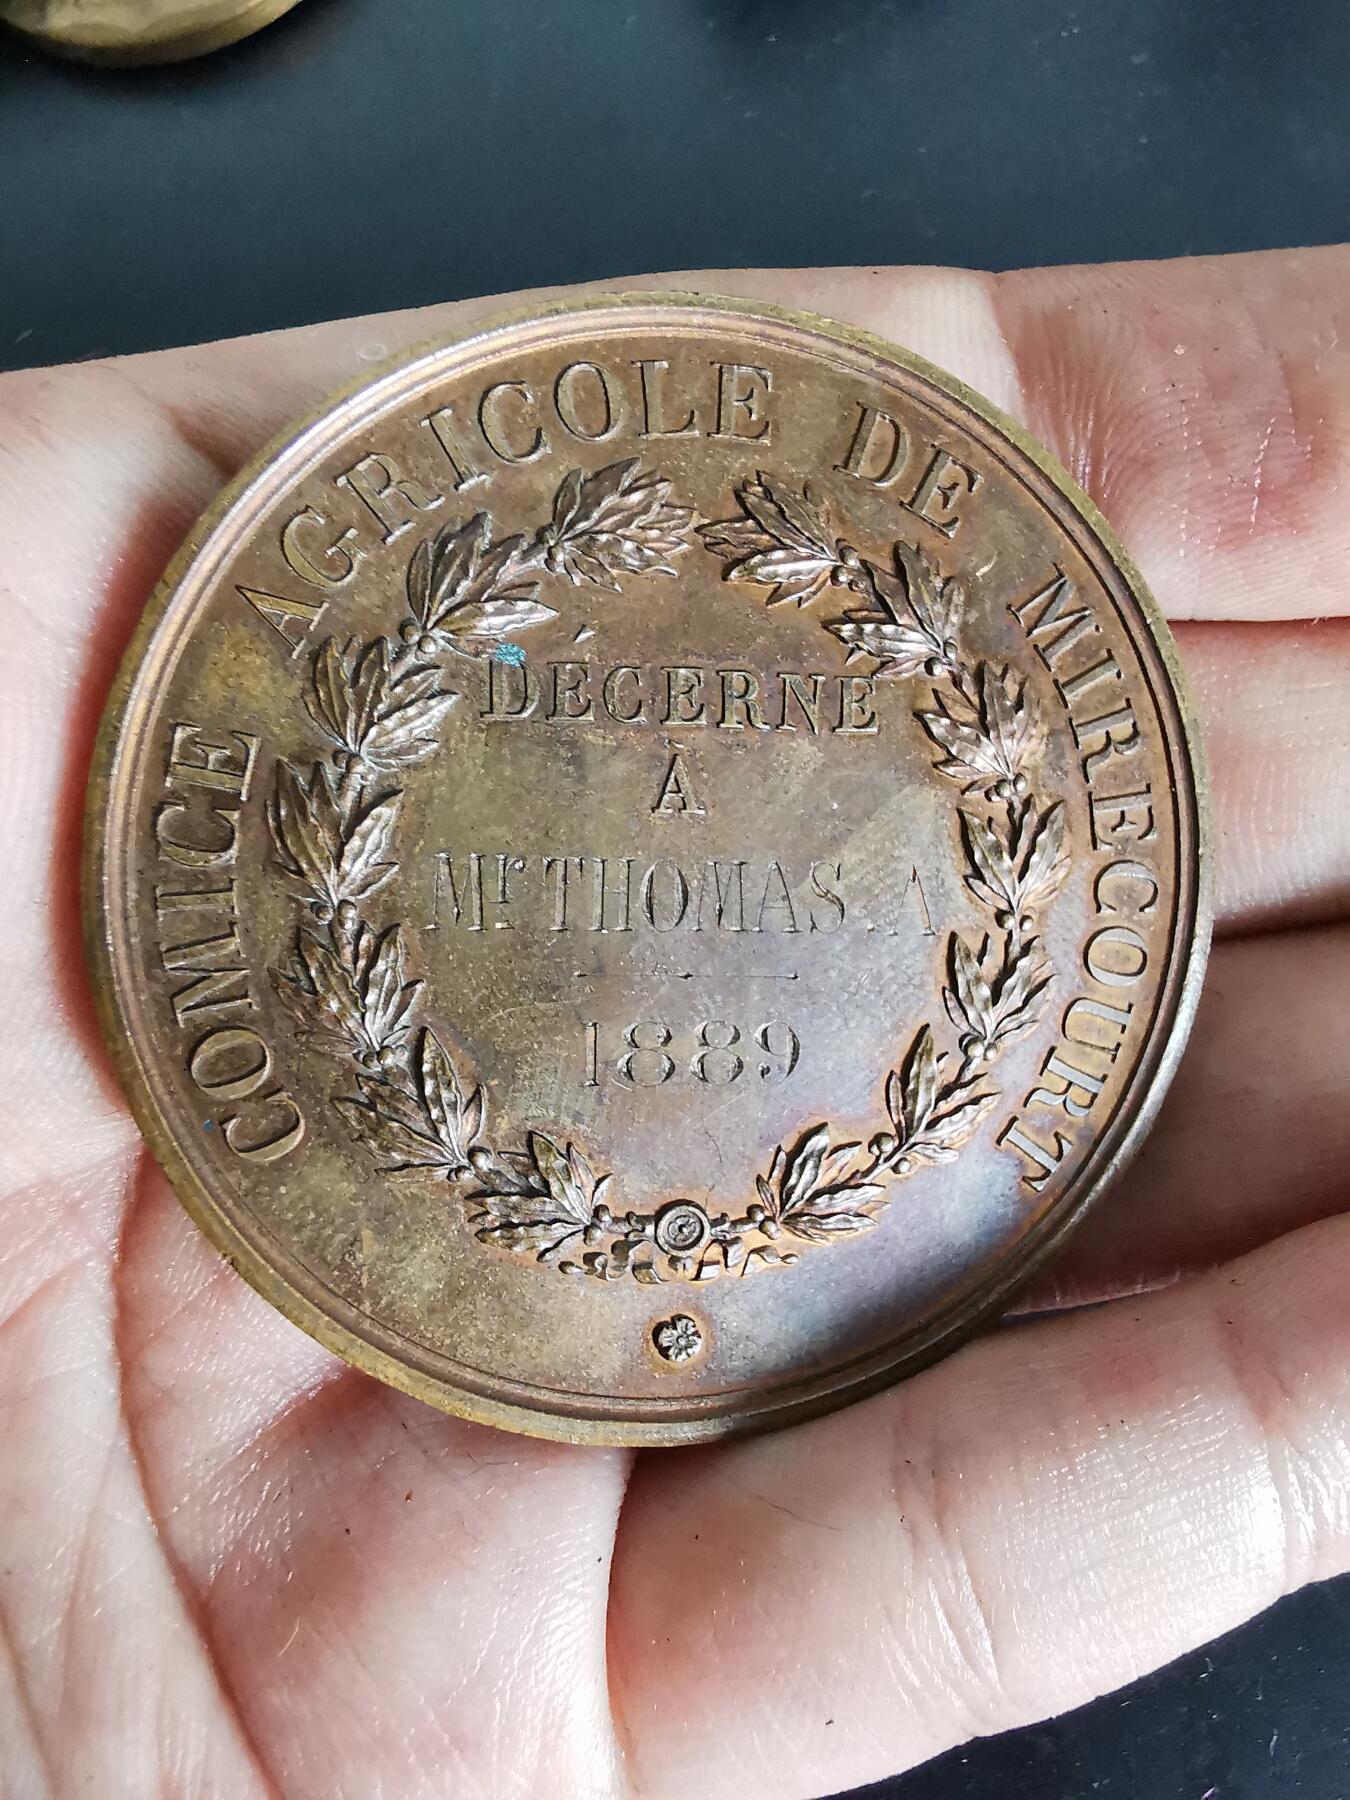 COMICE AGRICOLE DE MIRECOURT
DÉCERNÉ
À
Mr THOMAS . A
1889